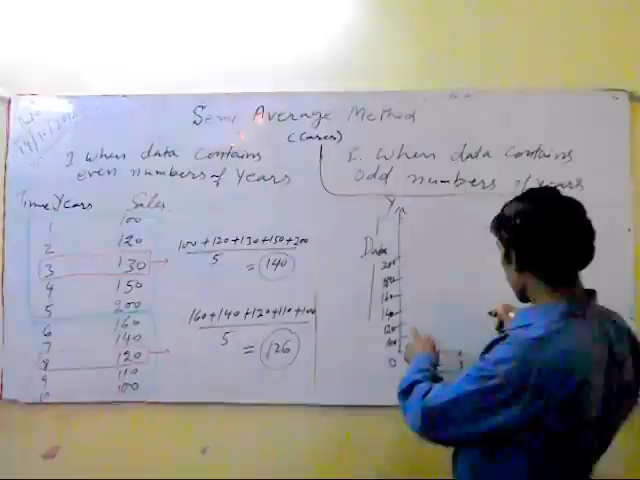 Semi Average Method
(Cases)
I when data contains
even numbers of Years
II. When data contains
odd numbers of Years
Time Years Sales
1 100
2 120
3 130
4 150
5 200
6 160
7 140
8 120
9 110
10 100
100+120+130+150+200
5
= 140
160+140+120+110+100
5
= 126
Y
Data
200
180
160
140
120
100
0